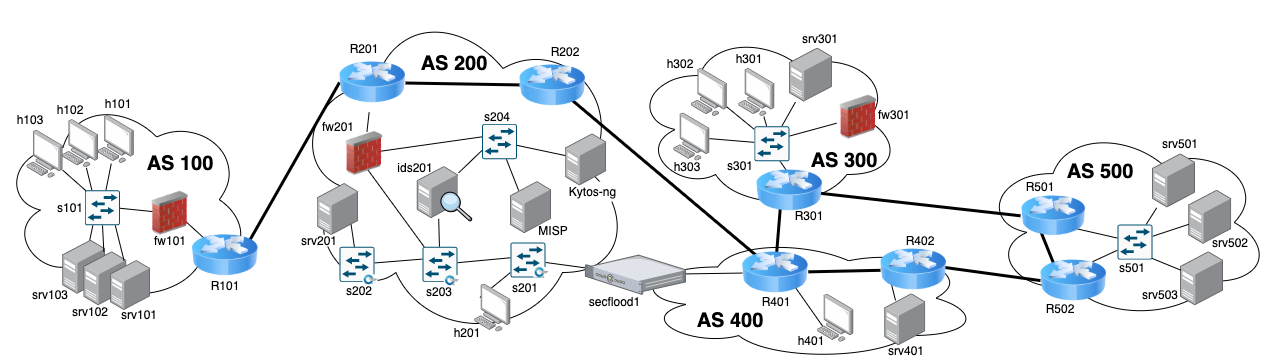 srv301
R201
AS 200
R202
h302
h301
h103
h102
h101
s204
fw201
fw301
AS 100
ids201
h303
s301
AS 300
srv501
AS 500
Kytos-ng
R501
s101
R301
srv502
fw101
srv201
MISP
R402
s501
R101
s202
s203
s201
secflood1
R401
srv503
srv103
R502
srv102
srv101
h201
AS 400
h401
srv401